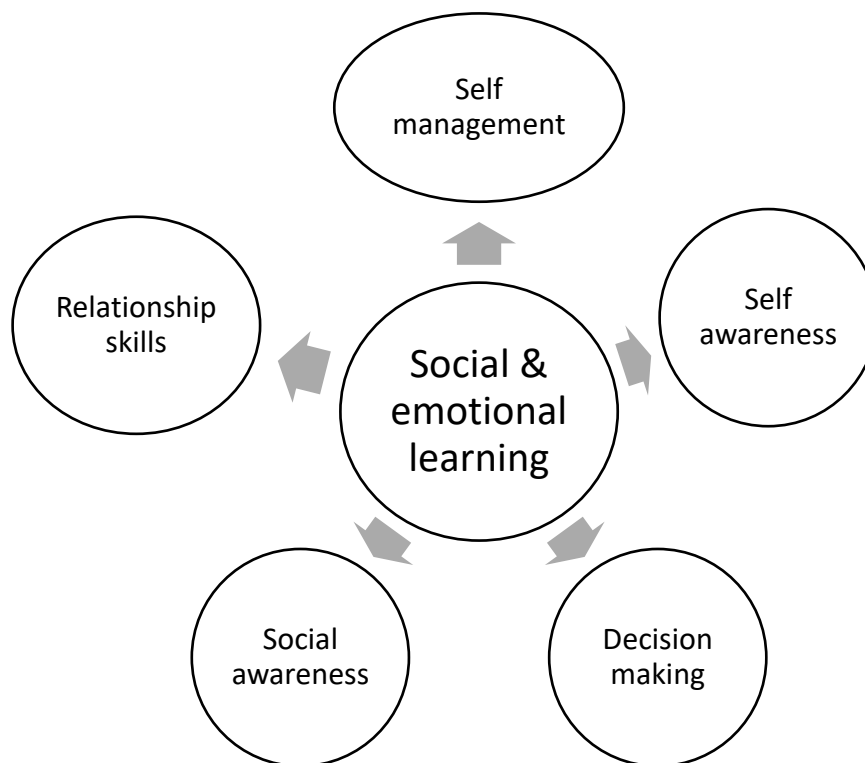 Self
management
Relationship
skills
Self
awareness
Social &
emotional
learning
Social
awareness
Decision
making